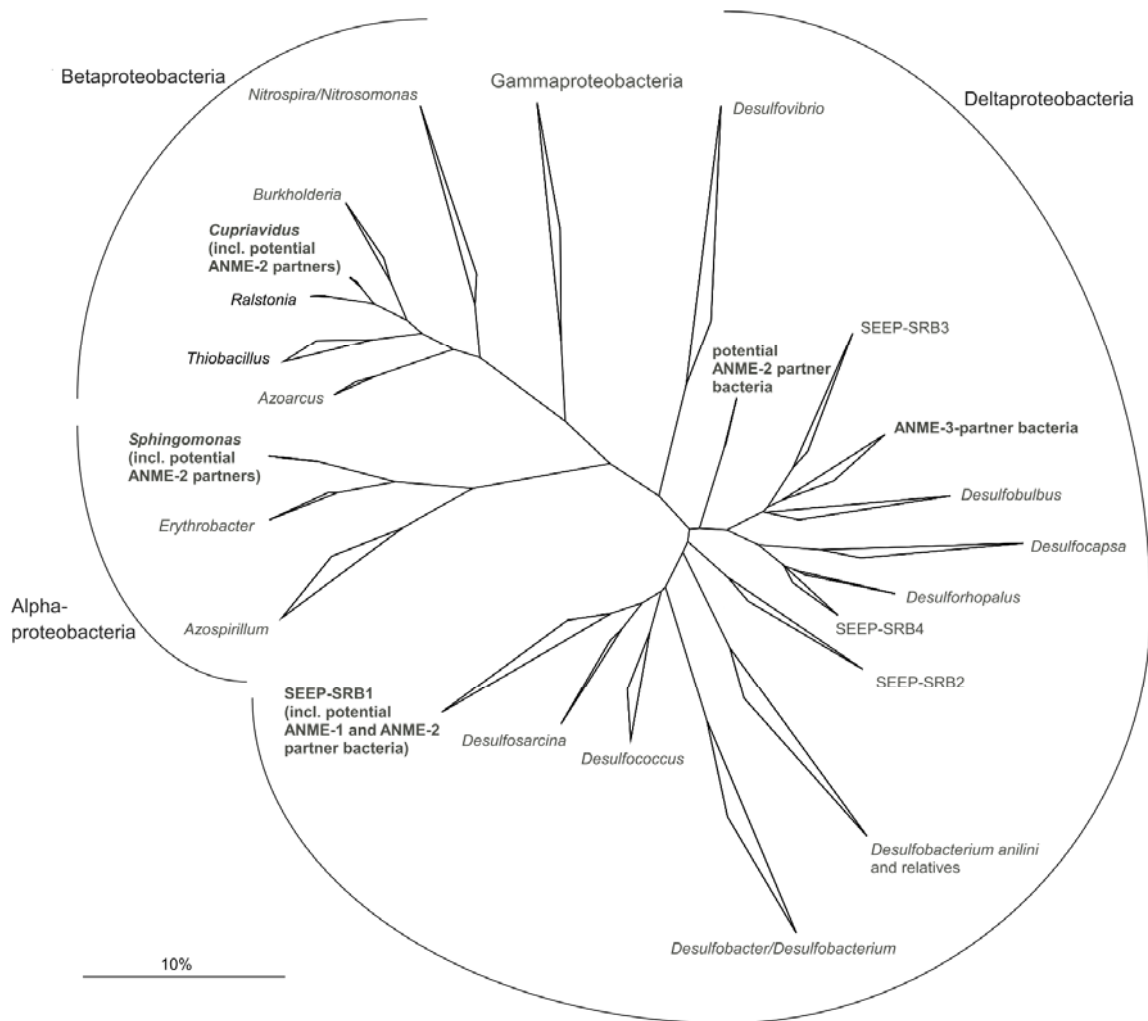 Betaproteobacteria
Gammaproteobacteria
Deltaproteobacteria
Nitrospira/Nitrosomonas
Desulfovibrio
Burkholderia
Cupriavidus
(incl. potential
ANME-2 partners)
Ralstonia
Thiobacillus
Azoarcus
SEEP-SRB3
potential
ANME-2 partner
bacteria
ANME-3-partner bacteria
Sphingomonas
(incl. potential
ANME-2 partners)
Desulfobulbus
Erythrobacter
Desulfocapsa
Desulforhopalus
Alpha-
proteobacteria
Azospirillum
SEEP-SRB4
SEEP-SRB2
SEEP-SRB1
(incl. potential
ANME-1 and ANME-2
partner bacteria)
Desulfosarcina
Desulfococcus
Desulfobacterium anilini
and relatives
Desulfobacter/Desulfobacterium
10%